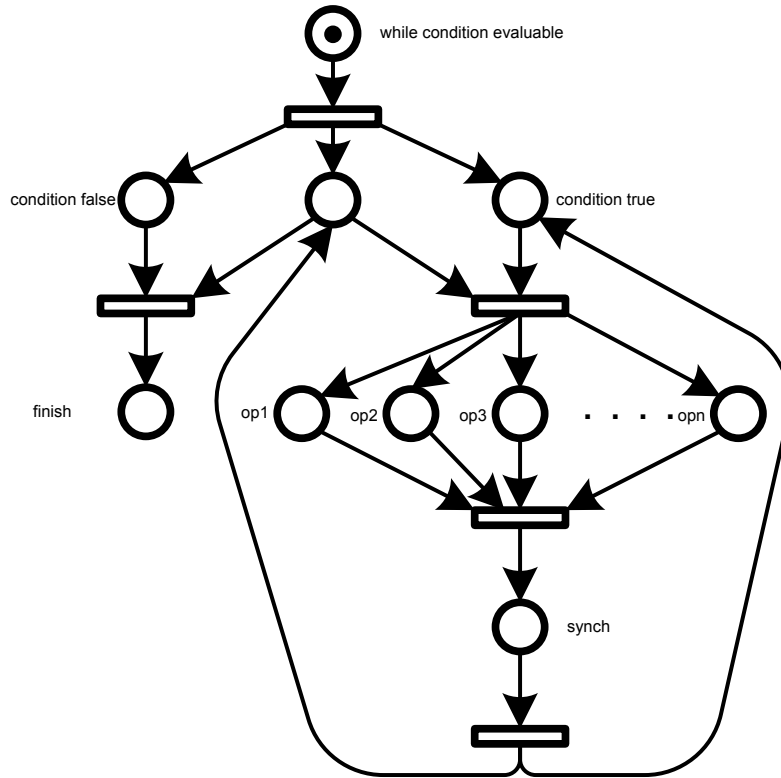 while condition evaluable
condition false
condition true
finish
op1
op2
op3
. . . .
opn
synch